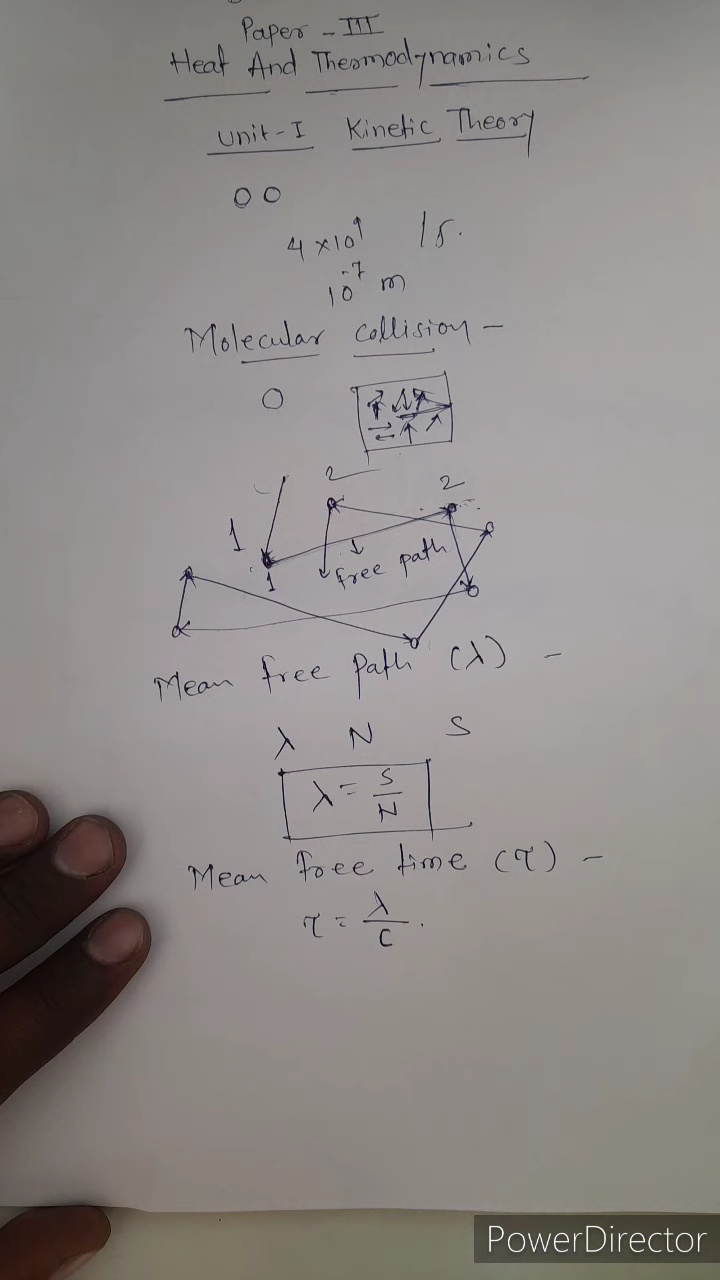 Paper - III
Heat And Thermodynamics
Unit-I Kinetic Theory
4 × 10⁹ 1s.
10⁻⁷ m
Molecular collision -
2 2
1
1 free path
Mean free path (λ) -
λ N S
λ = S/N
Mean free time (τ) -
τ = λ/C.
PowerDirector